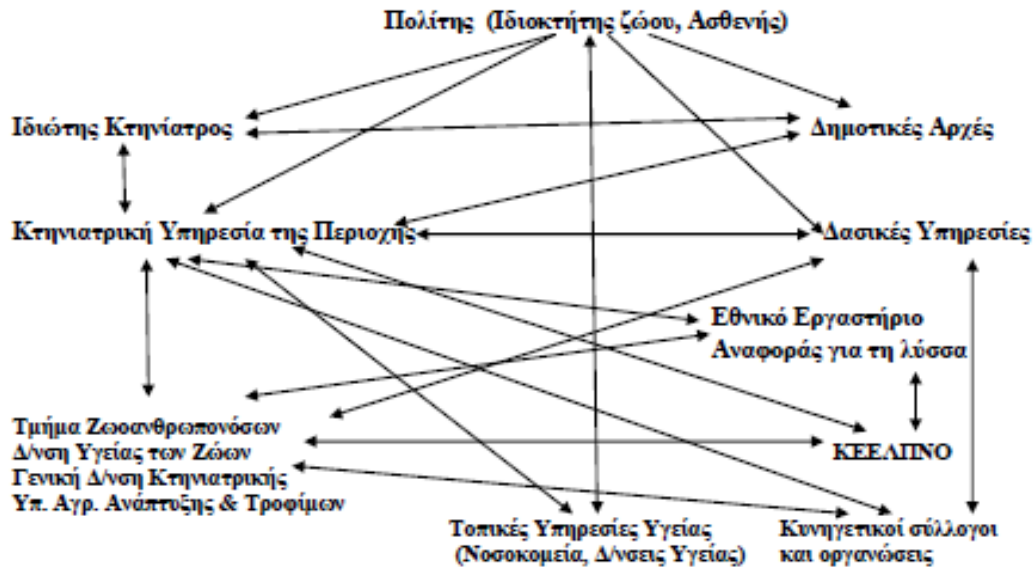 Πολίτης (Ιδιοκτήτης ζώου, Ασθενής)
Ιδιώτης Κτηνίατρος
Δημοτικές Αρχές
Κτηνιατρική Υπηρεσία της Περιοχής
Δασικές Υπηρεσίες
Εθνικό Εργαστήριο
Αναφοράς για τη λύσσα
Τμήμα Ζωοανθρωπονόσων
Δ/νση Υγείας των Ζώων
Γενική Δ/νση Κτηνιατρικής
Υπ. Αγρ. Ανάπτυξης & Τροφίμων
ΚΕΕΛΠΝΟ
Τοπικές Υπηρεσίες Υγείας
(Νοσοκομεία, Δ/νσεις Υγείας)
Κυνηγετικοί σύλλογοι
και οργανώσεις